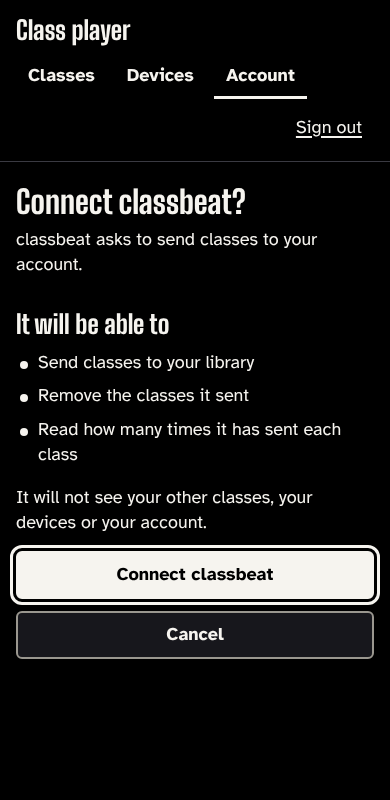 Class player
Classes Devices Account
Sign out
Connect classbeat?
classbeat asks to send classes to your
account.
It will be able to
Send classes to your library
Remove the classes it sent
Read how many times it has sent each
class
It will not see your other classes, your
devices or your account.
Connect classbeat
Cancel